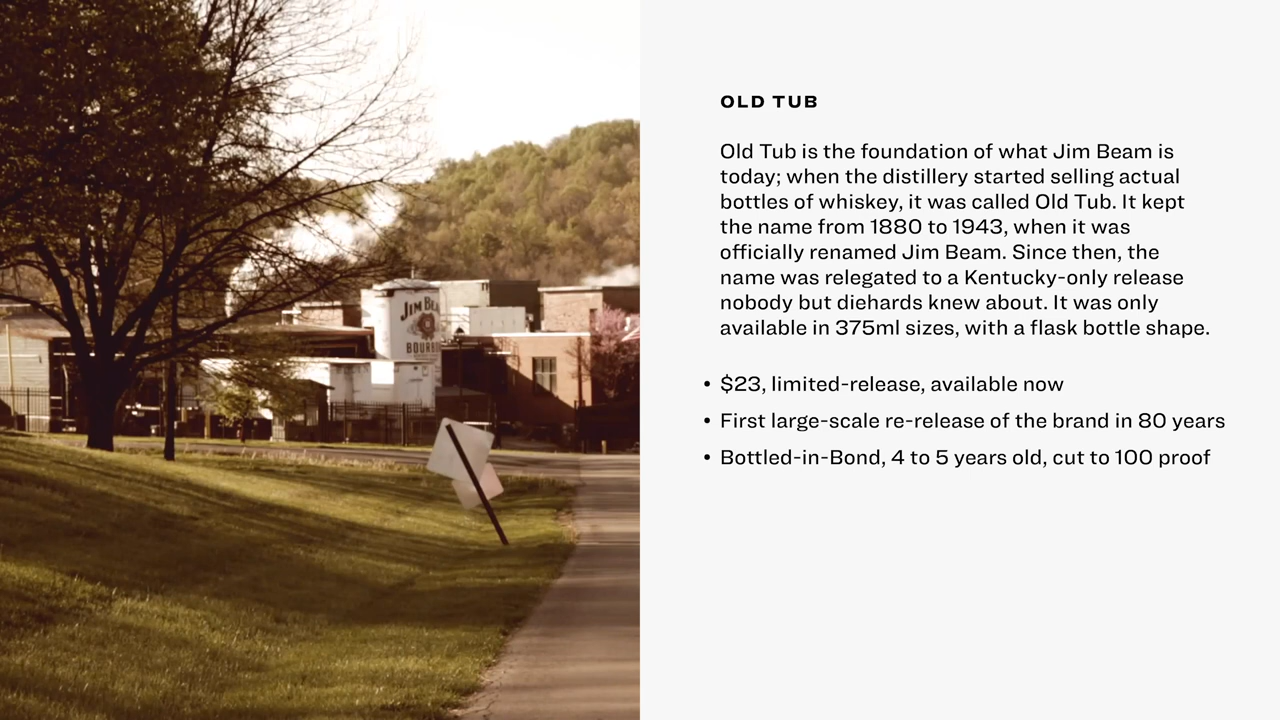 JIM BEA
BOURB
OLD TUB
Old Tub is the foundation of what Jim Beam is
today; when the distillery started selling actual
bottles of whiskey, it was called Old Tub. It kept
the name from 1880 to 1943, when it was
officially renamed Jim Beam. Since then, the
name was relegated to a Kentucky-only release
nobody but diehards knew about. It was only
available in 375ml sizes, with a flask bottle shape.
• $23, limited-release, available now
• First large-scale re-release of the brand in 80 years
• Bottled-in-Bond, 4 to 5 years old, cut to 100 proof